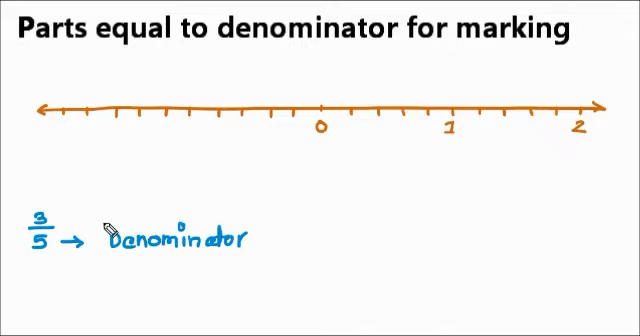 Parts equal to denominator for marking
0 1 2
3
5 → Denominator